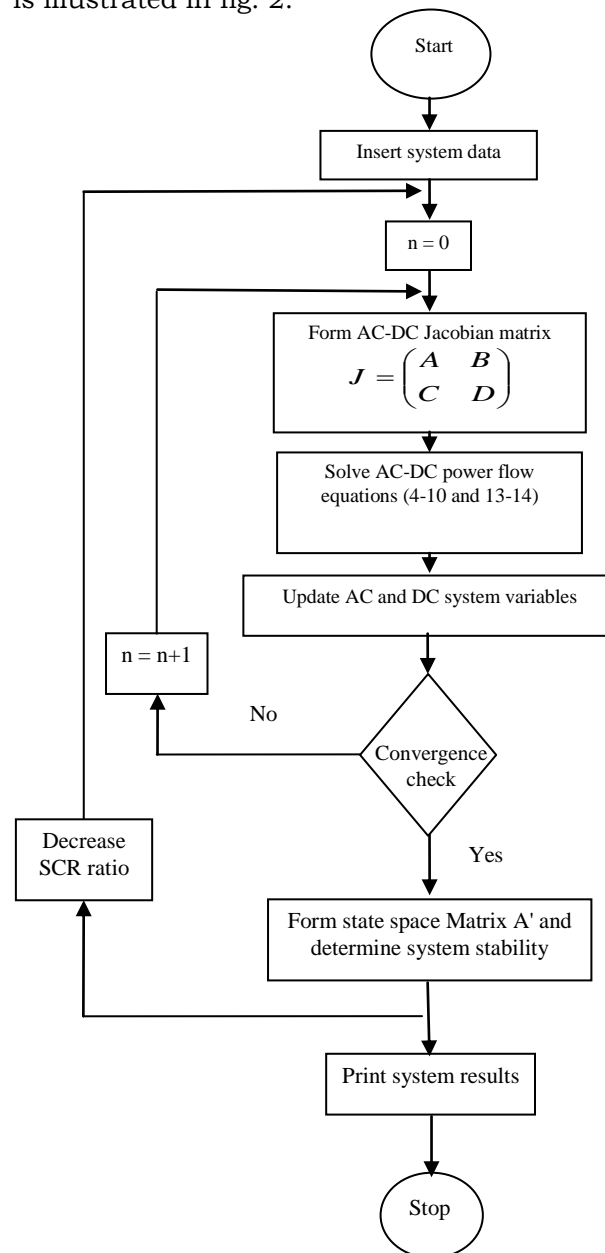 is illustrated in fig. 2.
Start
Insert system data
n = 0
Form AC-DC Jacobian matrix
J = (A B
C D)
Solve AC-DC power flow
equations (4-10 and 13-14)
Update AC and DC system variables
n = n+1
No
Convergence
check
Decrease
SCR ratio
Yes
Form state space Matrix A' and
determine system stability
Print system results
Stop